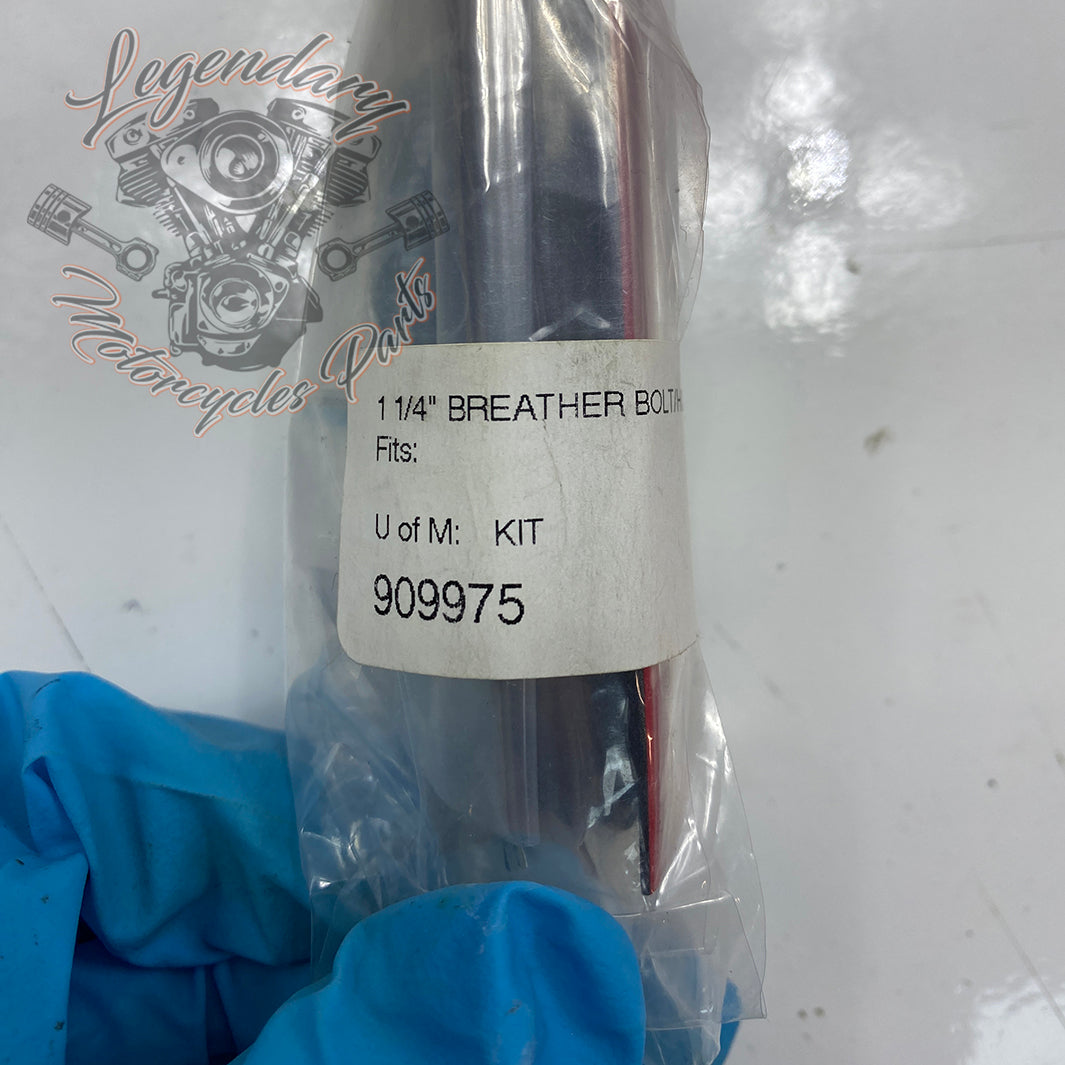 Legendary
Motorcycles Parts
1 1/4" BREATHER BOLT/H
Fits:
U of M: KIT
909975